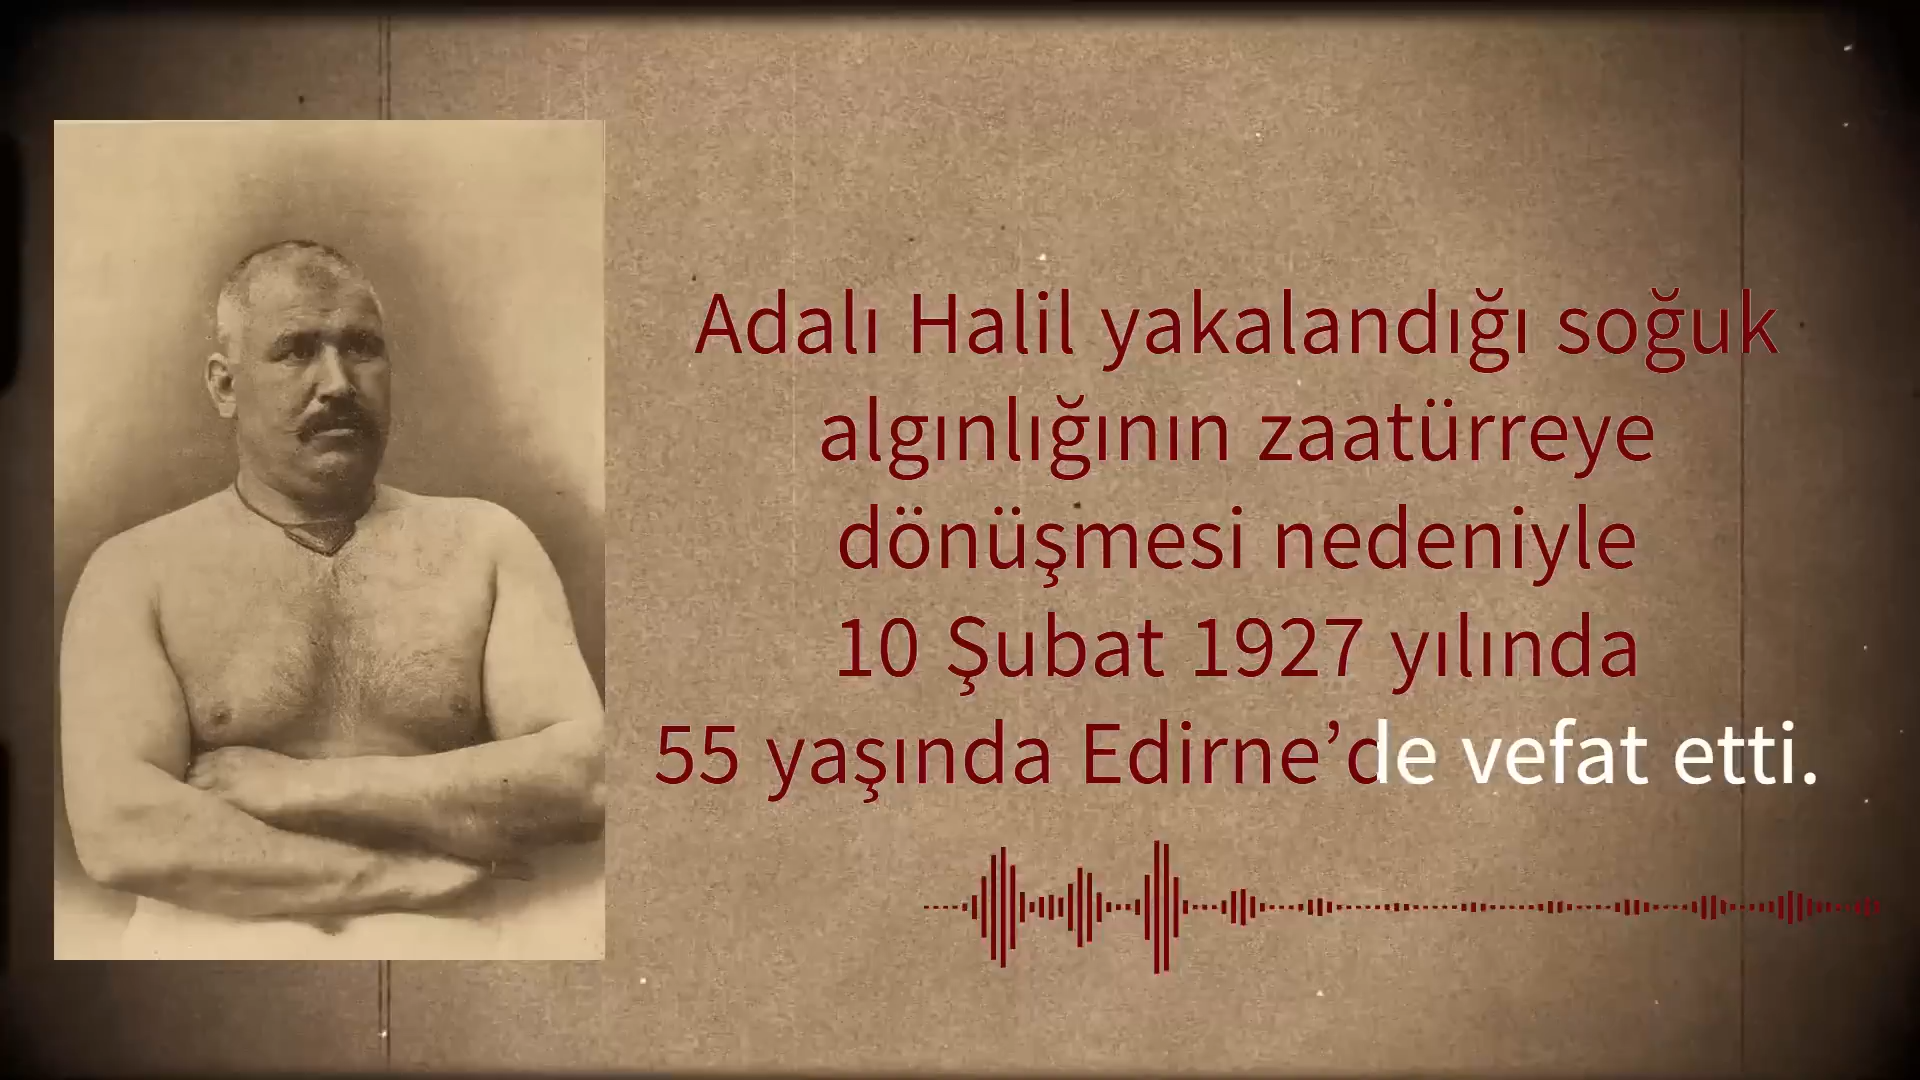 Adalı Halil yakalandığı soğuk
algınlığının zaatürreye
dönüşmesi nedeniyle
10 Şubat 1927 yılında
55 yaşında Edirne’de vefat etti.